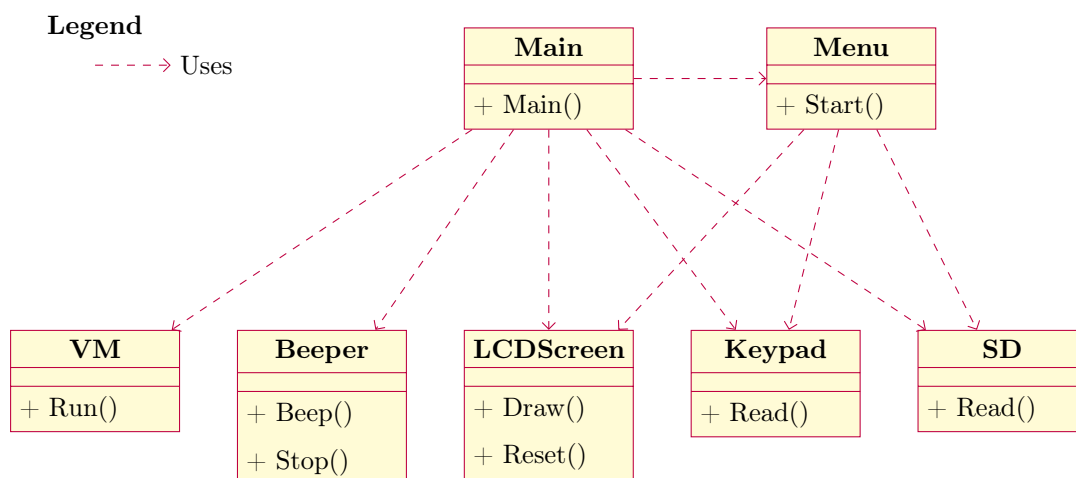 Legend
Uses
Main
+ Main()
Menu
+ Start()
VM
+ Run()
Beeper
+ Beep()
+ Stop()
LCDScreen
+ Draw()
+ Reset()
Keypad
+ Read()
SD
+ Read()